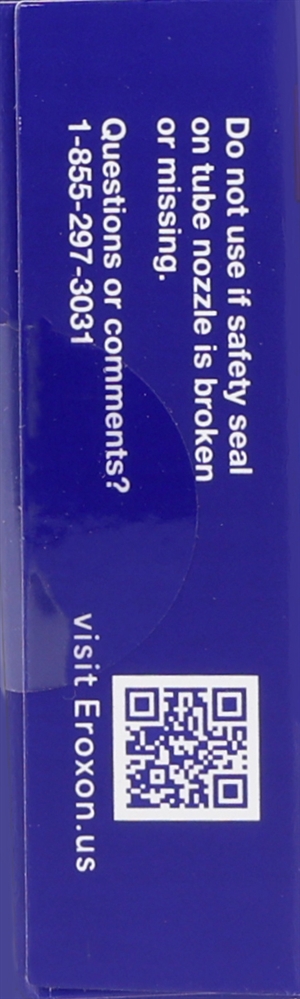 Do not use if safety seal
on tube nozzle is broken
or missing.
Questions or comments?
1-855-297-3031
visit Eroxon.us